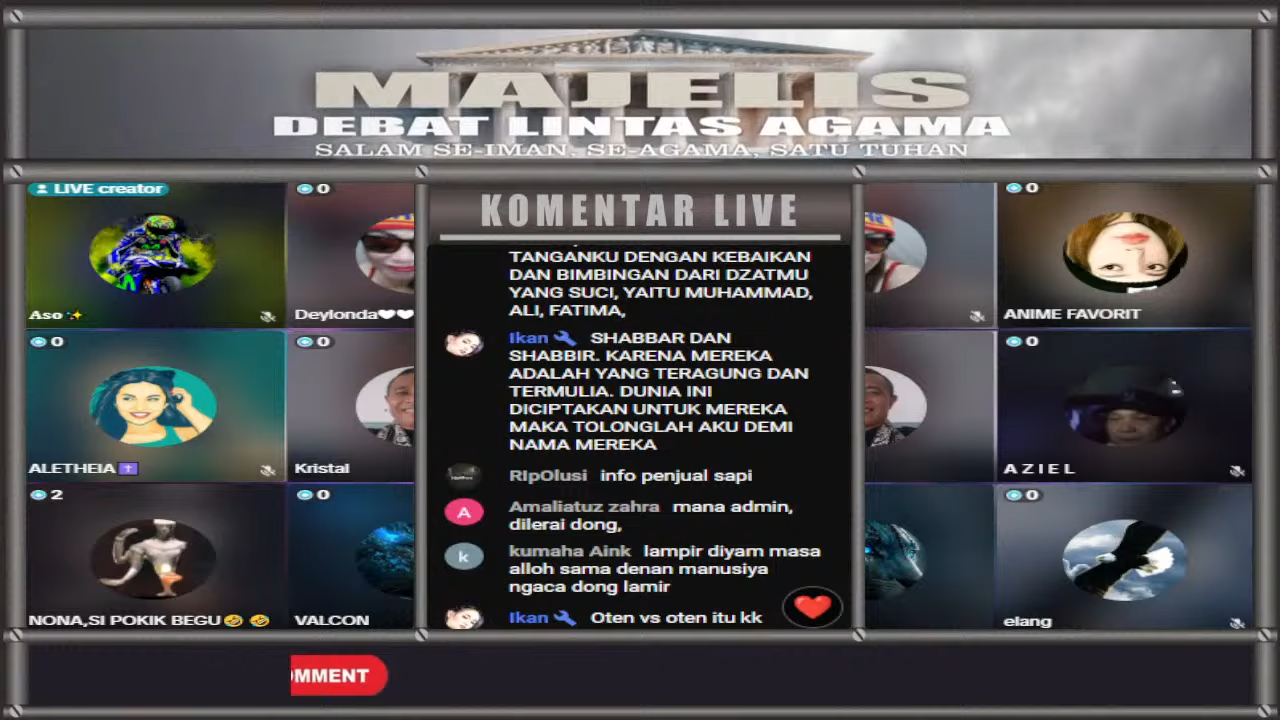 MAJELIS
DEBAT LINTAS AGAMA
SALAM SE-IMAN, SE-AGAMA, SATU TUHAN
LIVE creator
0
0
KOMENTAR LIVE
Aso
Deylonda
ANIME FAVORIT
TANGANKU DENGAN KEBAIKAN
DAN BIMBINGAN DARI DZATMU
YANG SUCI, YAITU MUHAMMAD,
ALI, FATIMA,
Ikan SHABBAR DAN
SHABBIR. KARENA MEREKA
ADALAH YANG TERAGUNG DAN
TERMULIA. DUNIA INI
DICIPTAKAN UNTUK MEREKA
MAKA TOLONGLAH AKU DEMI
NAMA MEREKA
RIpOlusi info penjual sapi
A Amaliatuz zahra mana admin,
dilerai dong,
k kumaha Aink lampir diyam masa
alloh sama denan manusiya
ngaca dong lamir
Ikan Oten vs oten itu kk
0
0
0
ALETHEIA
Kristal
A Z I E L
2
0
0
NONA,SI POKIK BEGU
VALCON
elang
OMMENT